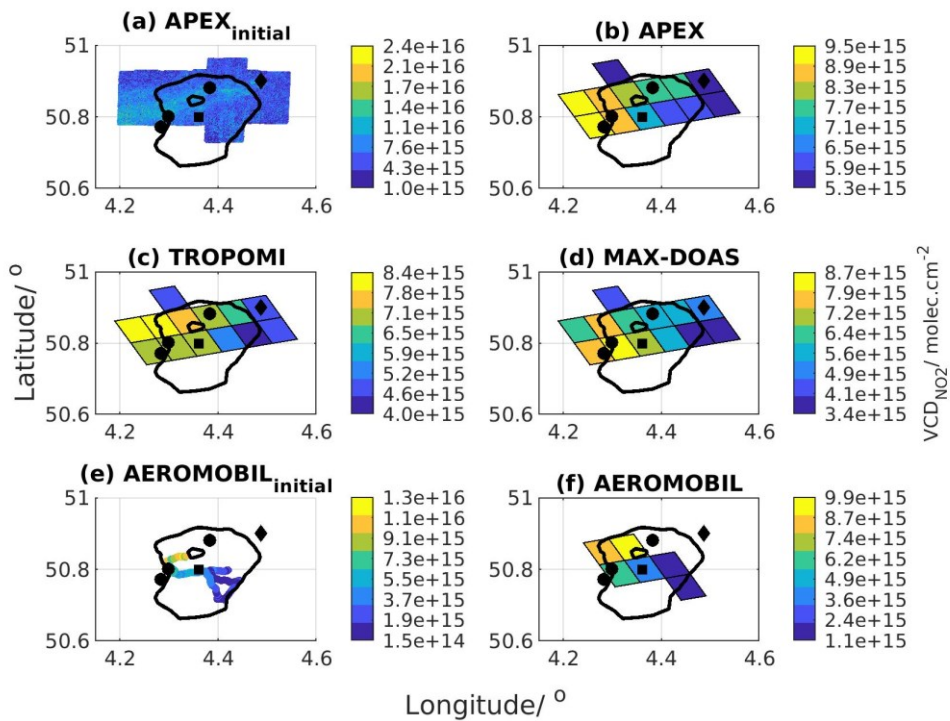 (a) APEX_initial
51
50.8
50.6
4.2 4.4 4.6
2.4e+16
2.1e+16
1.7e+16
1.4e+16
1.1e+16
7.6e+15
4.3e+15
1.0e+15
(b) APEX
51
50.8
50.6
4.2 4.4 4.6
9.5e+15
8.9e+15
8.3e+15
7.7e+15
7.1e+15
6.5e+15
5.9e+15
5.3e+15
(c) TROPOMI
51
50.8
50.6
4.2 4.4 4.6
8.4e+15
7.8e+15
7.1e+15
6.5e+15
5.9e+15
5.2e+15
4.6e+15
4.0e+15
(d) MAX-DOAS
51
50.8
50.6
4.2 4.4 4.6
8.7e+15
7.9e+15
7.2e+15
6.4e+15
5.6e+15
4.9e+15
4.1e+15
3.4e+15
(e) AEROMOBIL_initial
51
50.8
50.6
4.2 4.4 4.6
1.3e+16
1.1e+16
9.1e+15
7.3e+15
5.5e+15
3.7e+15
1.9e+15
1.5e+14
(f) AEROMOBIL
51
50.8
50.6
4.2 4.4 4.6
9.9e+15
8.7e+15
7.4e+15
6.1e+15
4.9e+15
3.6e+15
2.4e+15
1.1e+15
Latitude/ °
Longitude/ °
VCD_NO2/ molec.cm⁻²